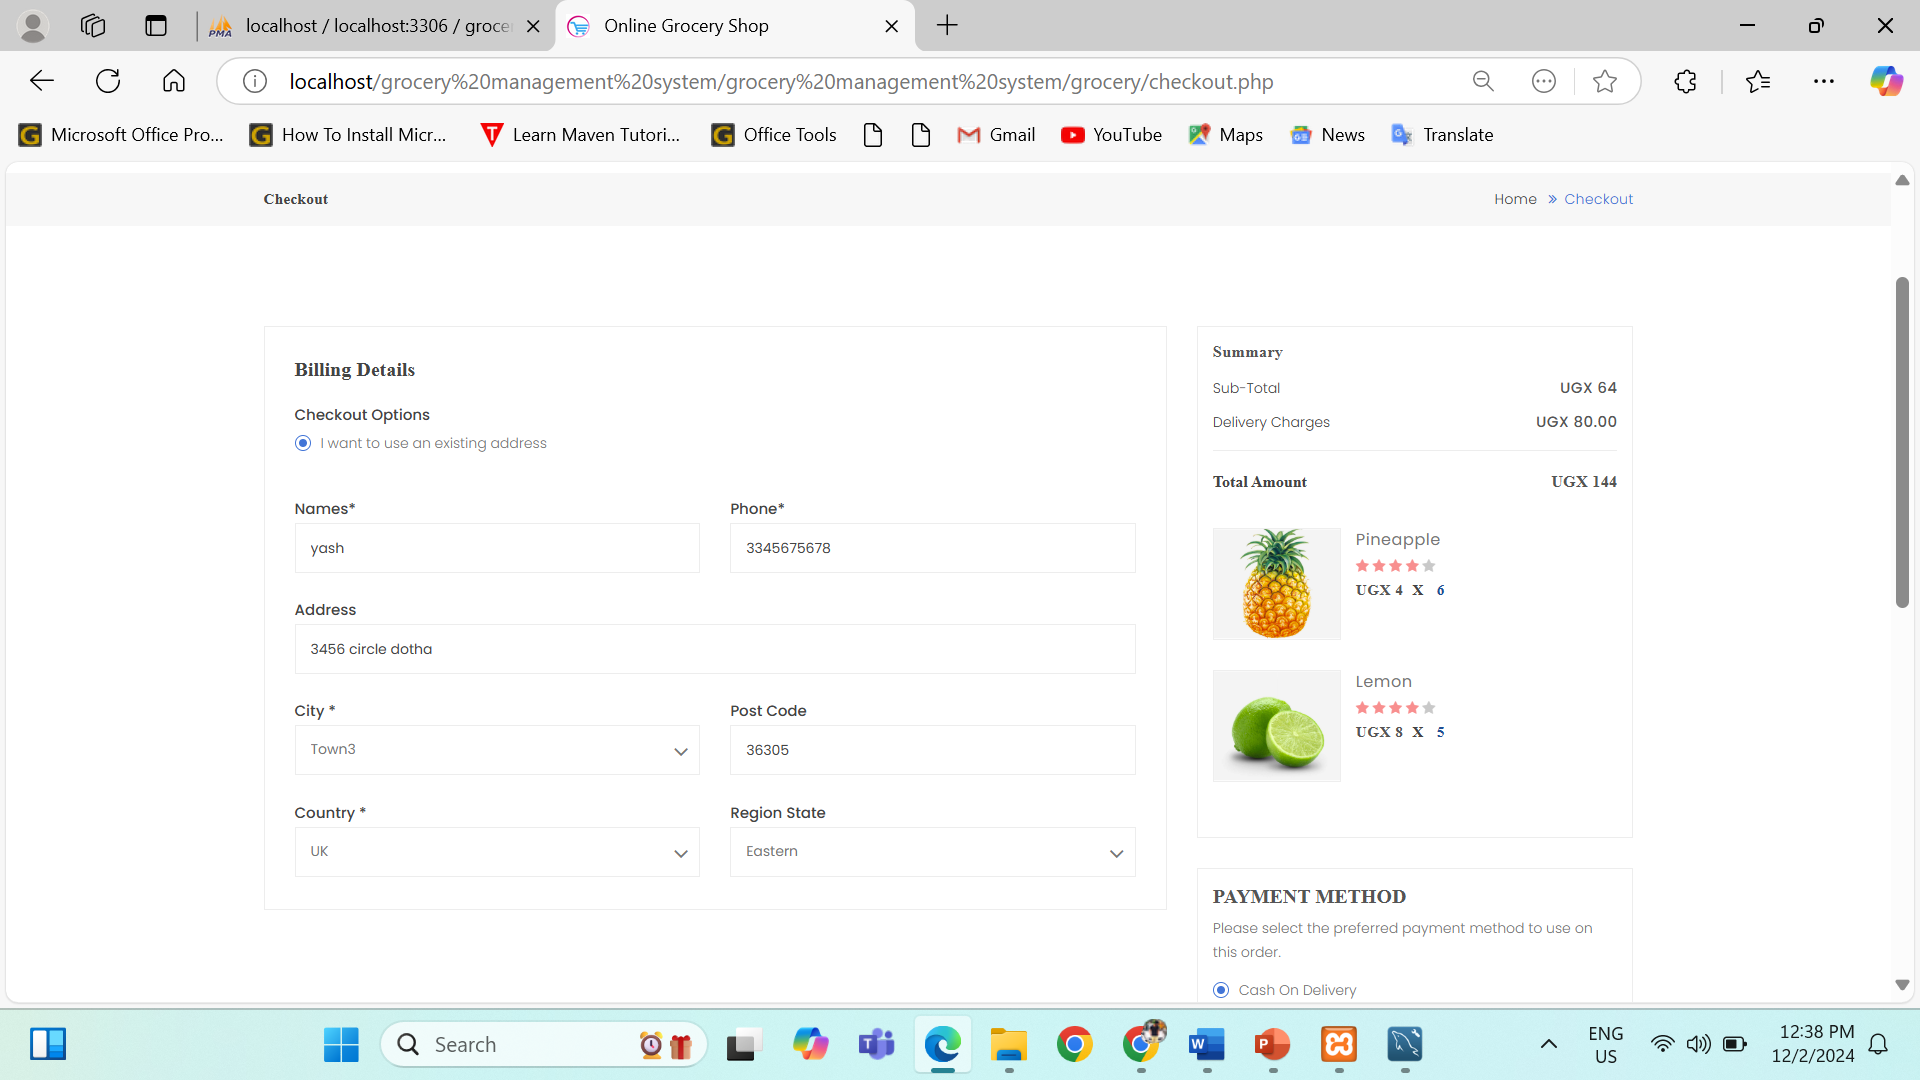 localhost / localhost:3306 / groce
Online Grocery Shop
localhost/grocery%20management%20system/grocery%20management%20system/grocery/checkout.php
Microsoft Office Pro...
How To Install Micr...
Learn Maven Tutori...
Office Tools
Gmail
YouTube
Maps
News
Translate
Checkout
Home » Checkout
Billing Details
Checkout Options
I want to use an existing address
Names*
Phone*
yash
3345675678
Address
3456 circle dotha
City *
Post Code
Town3
36305
Country *
Region State
UK
Eastern
Summary
Sub-Total UGX 64
Delivery Charges UGX 80.00
Total Amount UGX 144
Pineapple
UGX 4 X 6
Lemon
UGX 8 X 5
PAYMENT METHOD
Please select the preferred payment method to use on
this order.
Cash On Delivery
Search
ENG
US
12:38 PM
12/2/2024